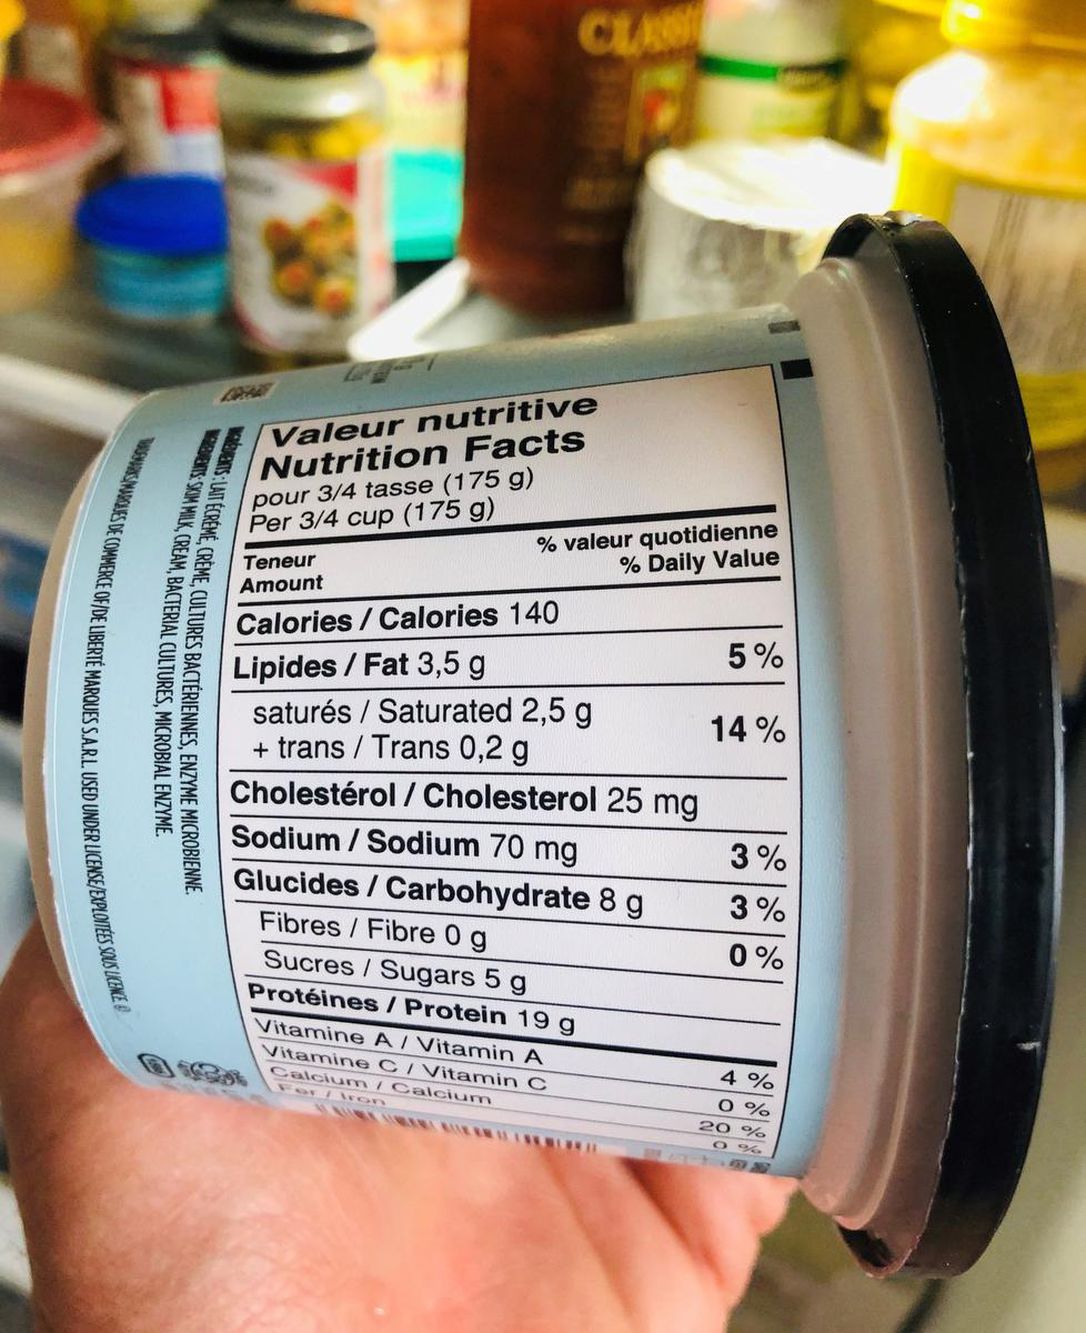 CLASSI
Valeur nutritive
Nutrition Facts
pour 3/4 tasse (175 g)
Per 3/4 cup (175 g)
Teneur
Amount
% valeur quotidienne
% Daily Value
Calories / Calories 140
Lipides / Fat 3,5 g 5 %
saturés / Saturated 2,5 g
+ trans / Trans 0,2 g 14 %
Cholestérol / Cholesterol 25 mg
Sodium / Sodium 70 mg 3 %
Glucides / Carbohydrate 8 g 3 %
Fibres / Fibre 0 g 0 %
Sucres / Sugars 5 g
Protéines / Protein 19 g
Vitamine A / Vitamin A 4 %
Vitamine C / Vitamin C 0 %
Calcium / Calcium 20 %
Fer / Iron 0 %
INGRÉDIENTS : LAIT ÉCRÉMÉ, CRÈME, CULTURES BACTÉRIENNES, ENZYME MICROBIENNE.
INGREDIENTS: SKIM MILK, CREAM, BACTERIAL CULTURES, MICROBIAL ENZYME.
TRADEMARKS/MARQUES DE COMMERCE OF/DE LIBERTÉ MARQUES S.A.R.L. USED UNDER LICENSE/EXPLOITÉES SOUS LICENCE.